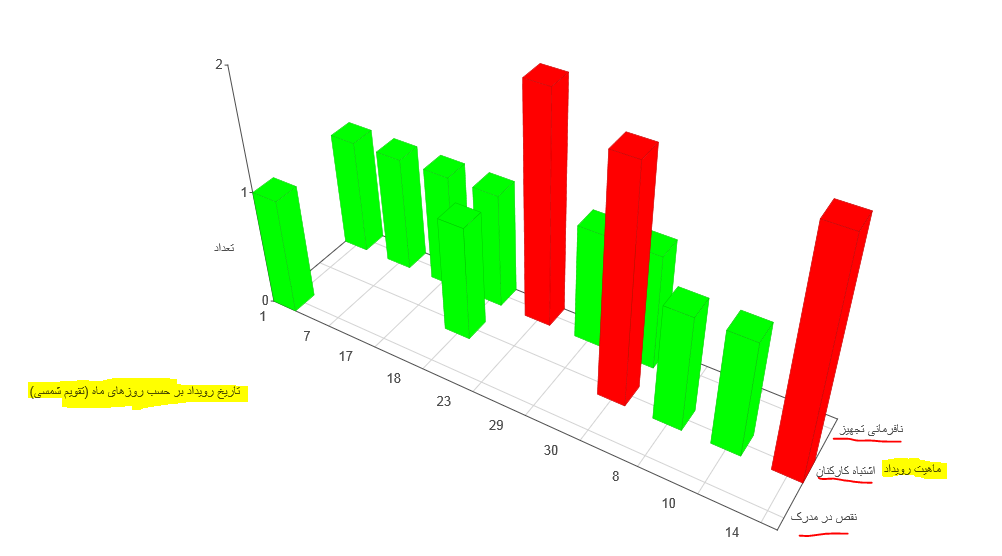 2
1
تعداد
0
1
7
17
18
23
29
30
8
10
14
تاریخ رویداد بر حسب روزهای ماه (تقویم شمسی)
نافرمانی تجهیز
ماهیت رویداد
اشتباه کارکنان
نقص در مدرک